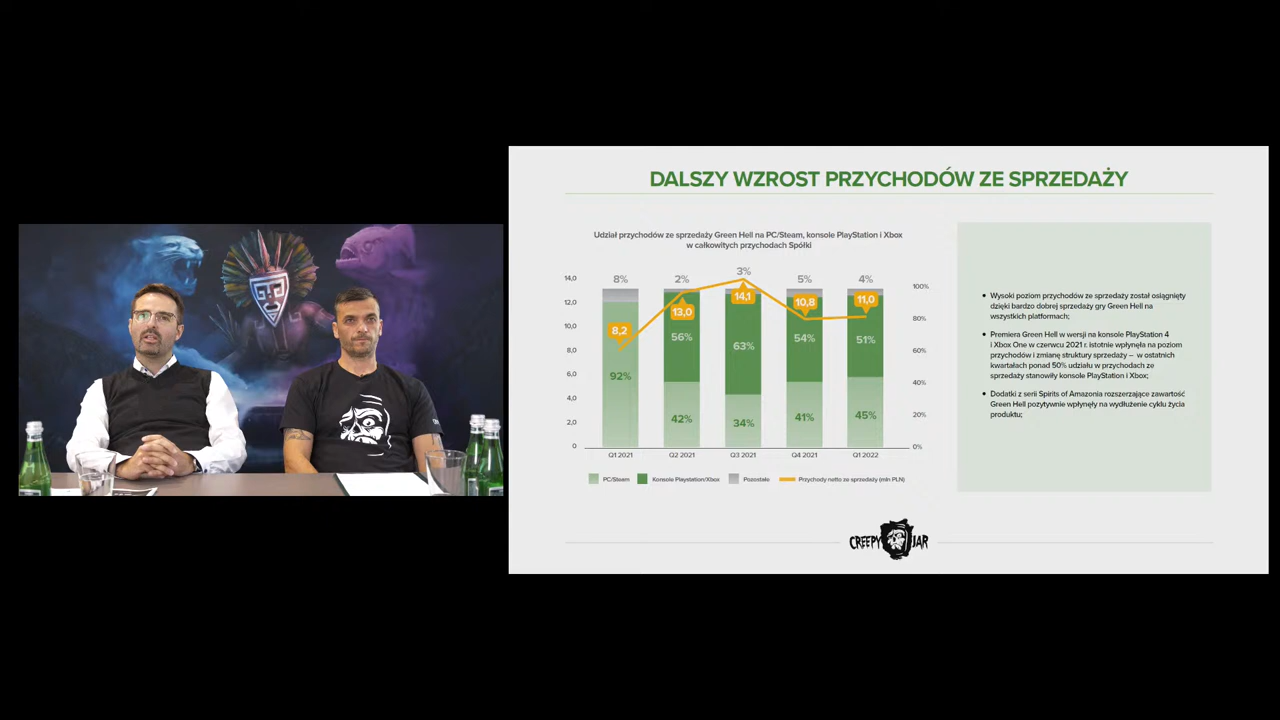 DALSZY WZROST PRZYCHODÓW ZE SPRZEDAŻY
Udział przychodów ze sprzedaży Green Hell na PC/Steam, konsole PlayStation i Xbox
w całkowitych przychodach Spółki
8%
2%
3%
5%
4%
14,0
12,0
10,0
8,0
6,0
4,0
2,0
0
100%
80%
60%
40%
20%
0%
8,2
13,0
14,1
10,8
11,0
92%
56%
63%
54%
51%
42%
34%
41%
45%
Q1 2021
Q2 2021
Q3 2021
Q4 2021
Q1 2022
PC/Steam
Konsole Playstation/Xbox
Pozostałe
Przychody netto ze sprzedaży (mln PLN)
• Wysoki poziom przychodów ze sprzedaży został osiągnięty
dzięki bardzo dobrej sprzedaży gry Green Hell na
wszystkich platformach;
• Premiera Green Hell w wersji na konsole PlayStation 4
i Xbox One w czerwcu 2021 r. istotnie wpłynęła na poziom
przychodów i zmianę struktury sprzedaży – w ostatnich
kwartałach ponad 50% udziału w przychodach ze
sprzedaży stanowiły konsole PlayStation i Xbox;
• Dodatki z serii Spirits of Amazonia rozszerzające zawartość
Green Hell pozytywnie wpłynęły na wydłużenie cyklu życia
produktu;
CREEPY JAR